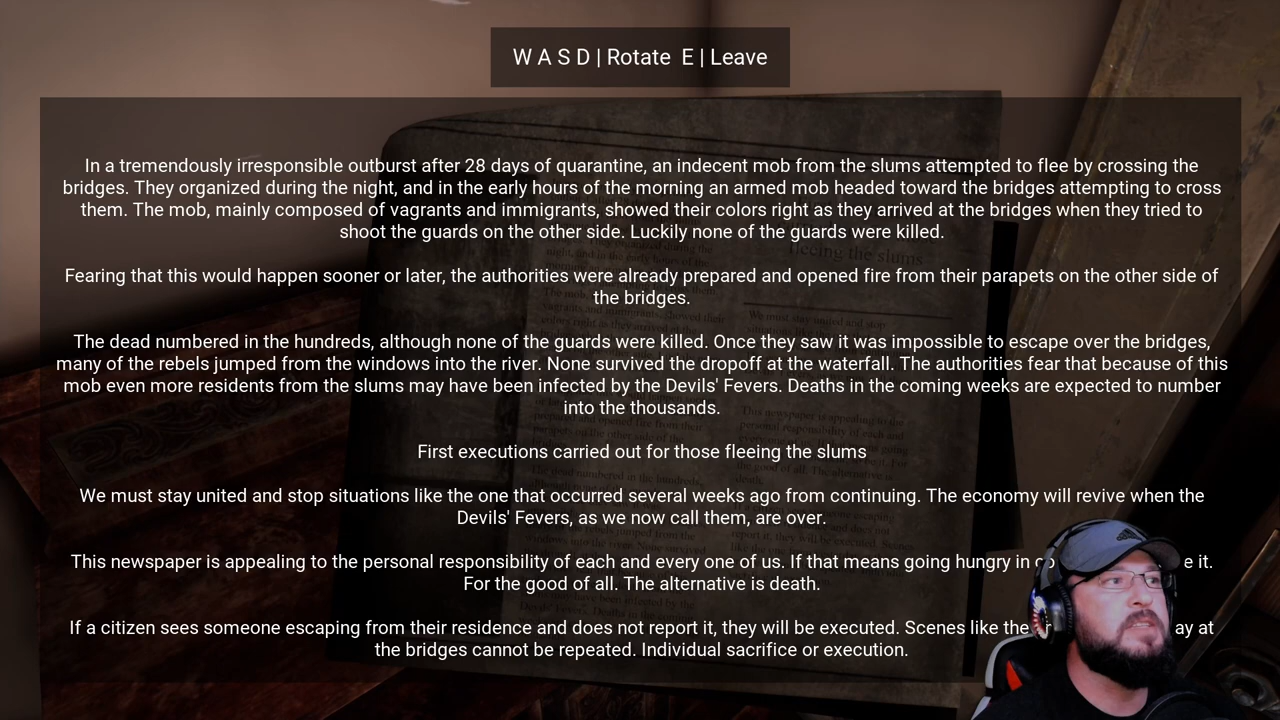 W A S D | Rotate E | Leave
In a tremendously irresponsible outburst after 28 days of quarantine, an indecent mob from the slums attempted to flee by crossing the
bridges. They organized during the night, and in the early hours of the morning an armed mob headed toward the bridges attempting to cross
them. The mob, mainly composed of vagrants and immigrants, showed their colors right as they arrived at the bridges when they tried to
shoot the guards on the other side. Luckily none of the guards were killed.
Fearing that this would happen sooner or later, the authorities were already prepared and opened fire from their parapets on the other side of
the bridges.
The dead numbered in the hundreds, although none of the guards were killed. Once they saw it was impossible to escape over the bridges,
many of the rebels jumped from the windows into the river. None survived the dropoff at the waterfall. The authorities fear that because of this
mob even more residents from the slums may have been infected by the Devils' Fevers. Deaths in the coming weeks are expected to number
into the thousands.
First executions carried out for those fleeing the slums
We must stay united and stop situations like the one that occurred several weeks ago from continuing. The economy will revive when the
Devils' Fevers, as we now call them, are over.
This newspaper is appealing to the personal responsibility of each and every one of us. If that means going hungry in it.
For the good of all. The alternative is death.
If a citizen sees someone escaping from their residence and does not report it, they will be executed. Scenes like the at
the bridges cannot be repeated. Individual sacrifice or execution.